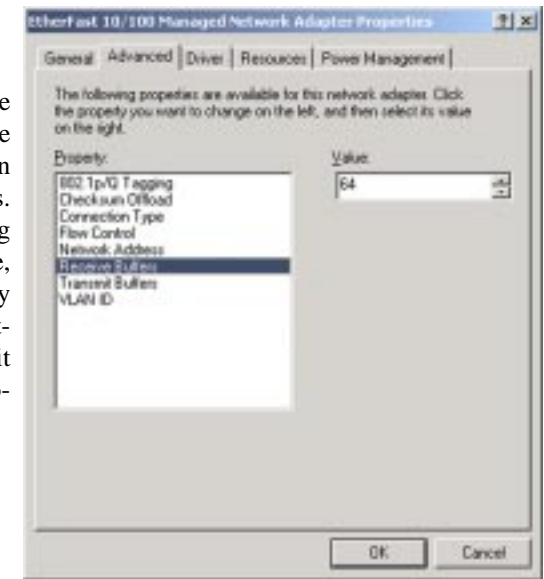 EtherFast 10/100 Managed Network Adapter Properties
General Advanced Driver Resources Power Management
The following properties are available for this network adapter. Click
the property you want to change on the left, and then select its value
on the right.
Property:
802.1p/Q Tagging
Checksum Offload
Connection Type
Flow Control
Network Address
Receive Buffers
Transmit Buffers
VLAN ID
Value:
64
OK Cancel
e
e
n
s.
g
e,
y
t-
it
o-